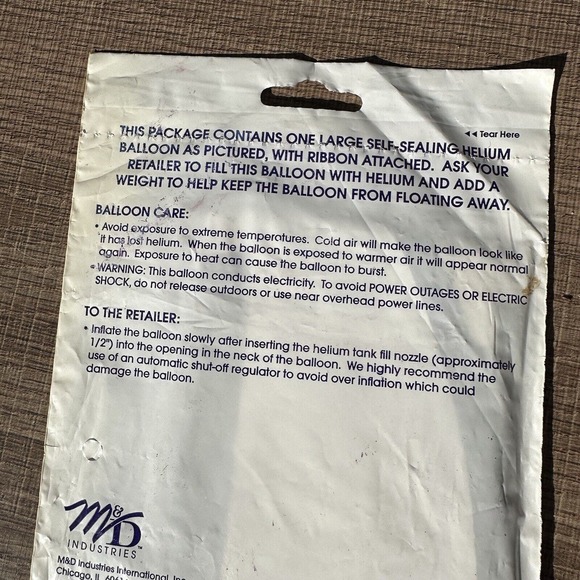 ◄◄ Tear Here
THIS PACKAGE CONTAINS ONE LARGE SELF-SEALING HELIUM
BALLOON AS PICTURED, WITH RIBBON ATTACHED. ASK YOUR
RETAILER TO FILL THIS BALLOON WITH HELIUM AND ADD A
WEIGHT TO HELP KEEP THE BALLOON FROM FLOATING AWAY.
BALLOON CARE:
• Avoid exposure to extreme temperatures. Cold air will make the balloon look like
it has lost helium. When the balloon is exposed to warmer air it will appear normal
again. Exposure to heat can cause the balloon to burst.
• WARNING: This balloon conducts electricity. To avoid POWER OUTAGES OR ELECTRIC
SHOCK, do not release outdoors or use near overhead power lines.
TO THE RETAILER:
• Inflate the balloon slowly after inserting the helium tank fill nozzle (approximately
1/2") into the opening in the neck of the balloon. We highly recommend the
use of an automatic shut-off regulator to avoid over inflation which could
damage the balloon.
M&D
INDUSTRIES™
M&D Industries International, Inc.
Chicago, IL